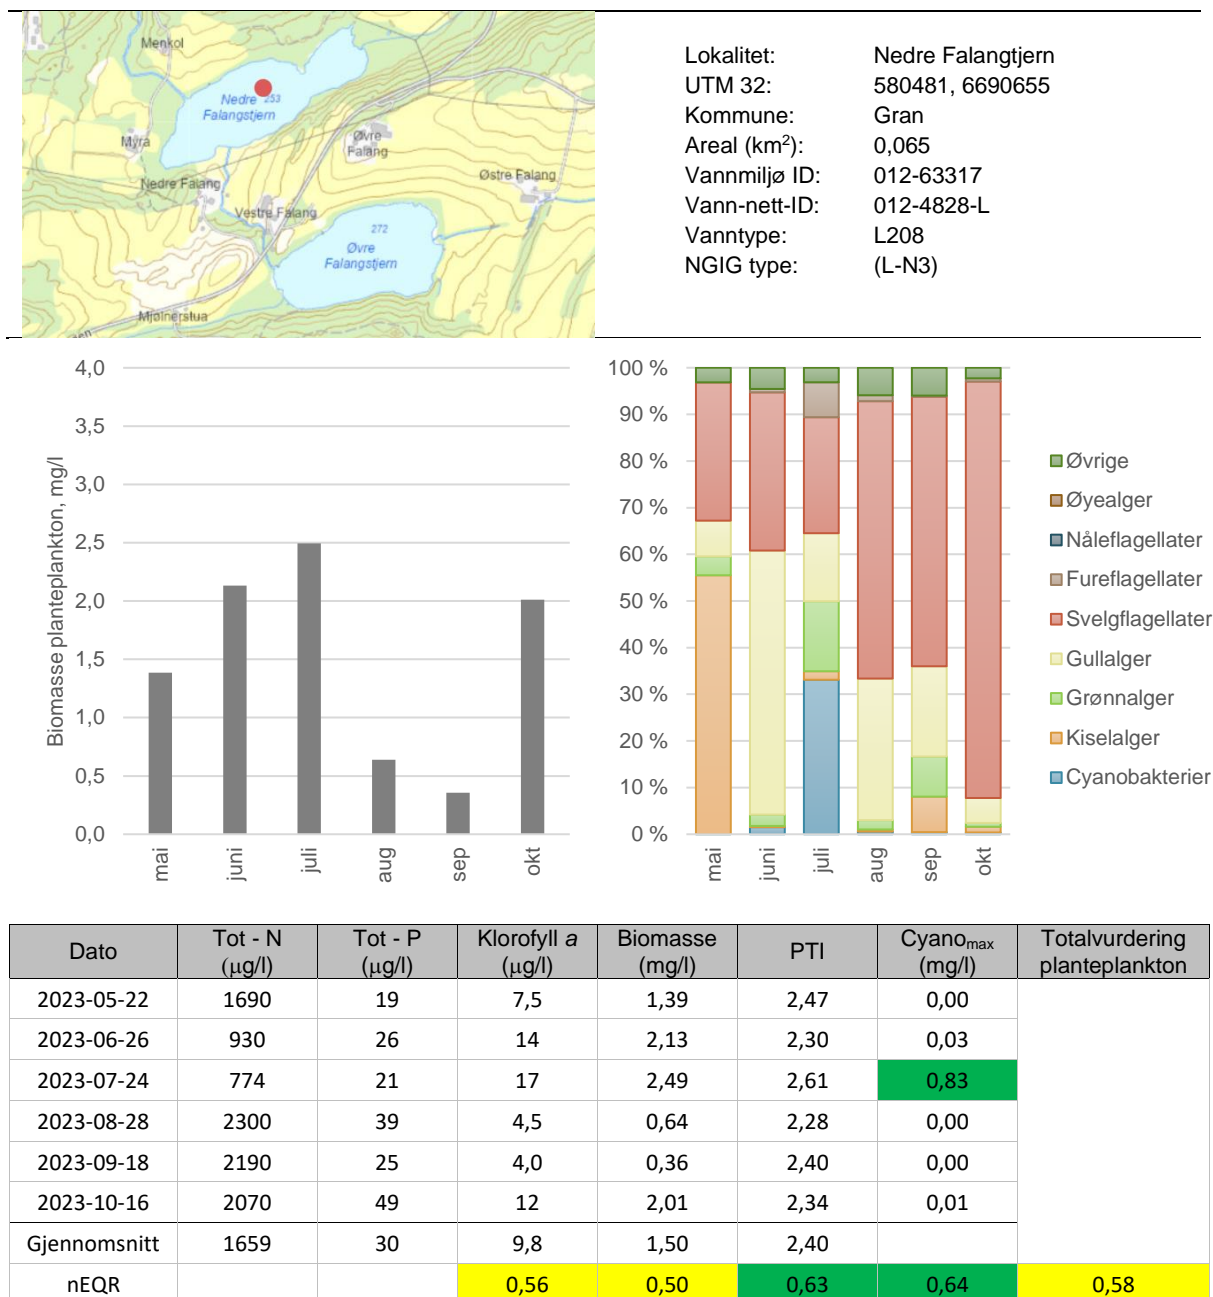 Menkol
Nedre 253
Falangstjern
Myra
Øvre
Falang
Nedre Falang
Østre Falang
Vestre Falang
272
Øvre
Falangstjern
Mjølnerstua
Lokalitet: Nedre Falangtjern
UTM 32: 580481, 6690655
Kommune: Gran
Areal (km²): 0,065
Vannmiljø ID: 012-63317
Vann-nett-ID: 012-4828-L
Vanntype: L208
NGIG type: (L-N3)
Biomasse planteplankton, mg/l
4,0
3,5
3,0
2,5
2,0
1,5
1,0
0,5
0,0
mai juni juli aug sep okt
100 %
90 %
80 %
70 %
60 %
50 %
40 %
30 %
20 %
10 %
0 %
mai juni juli aug sep okt
Øvrige
Øyealger
Nåleflagellater
Fureflagellater
Svelgflagellater
Gullalger
Grønnalger
Kiselalger
Cyanobakterier
Dato Tot - N (µg/l) Tot - P (µg/l) Klorofyll a (µg/l) Biomasse (mg/l) PTI Cyanomax (mg/l) Totalvurdering planteplankton
2023-05-22 1690 19 7,5 1,39 2,47 0,00
2023-06-26 930 26 14 2,13 2,30 0,03
2023-07-24 774 21 17 2,49 2,61 0,83
2023-08-28 2300 39 4,5 0,64 2,28 0,00
2023-09-18 2190 25 4,0 0,36 2,40 0,00
2023-10-16 2070 49 12 2,01 2,34 0,01
Gjennomsnitt 1659 30 9,8 1,50 2,40
nEQR 0,56 0,50 0,63 0,64 0,58